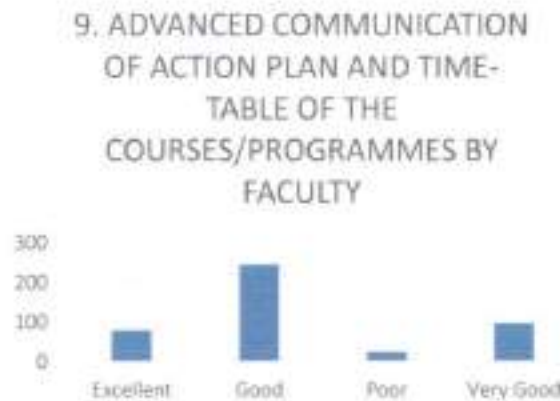 9. ADVANCED COMMUNICATION
OF ACTION PLAN AND TIME-
TABLE OF THE
COURSES/PROGRAMMES BY
FACULTY
300
200
100
0
Excellent Good Poor Very Good